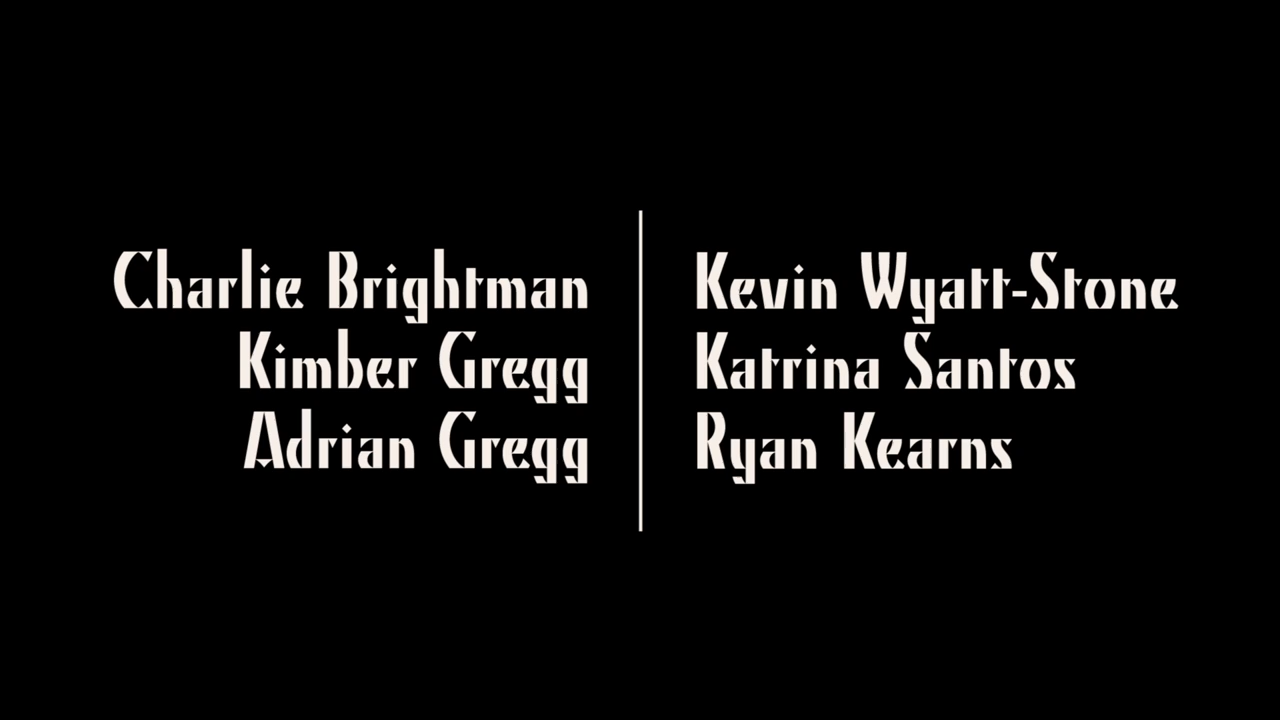 Charlie Brightman
Kimber Gregg
Adrian Gregg
Kevin Wyatt-Stone
Katrina Santos
Ryan Kearns